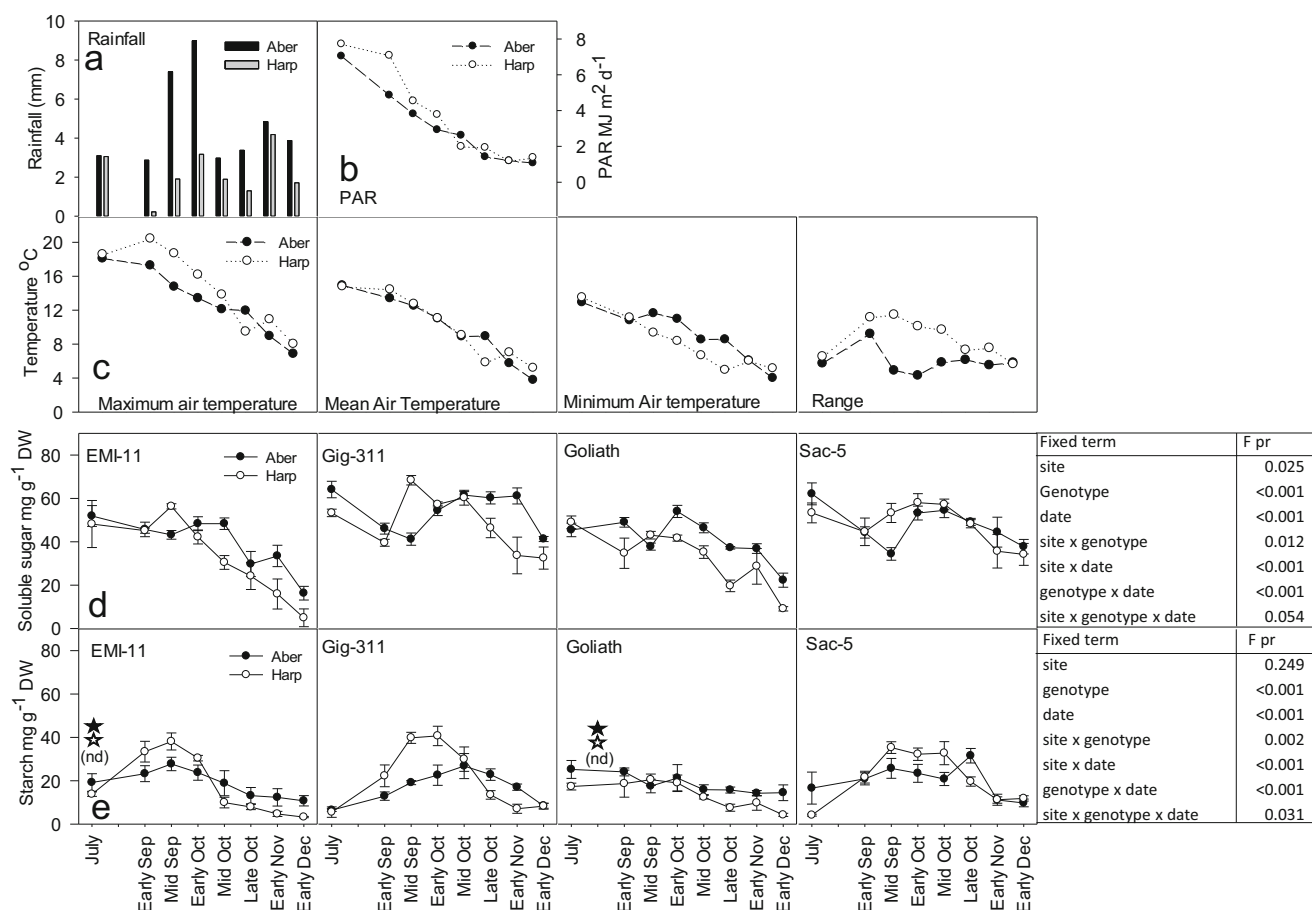 10
8
6
4
2
0
Rainfall (mm)
Rainfall
a
Aber
Harp
Aber
Harp
b
PAR
8
6
4
2
0
PAR MJ m2 d-1
20
16
12
8
4
0
Temperature oC
Aber
Harp
c
Maximum air temperature
Mean Air Temperature
Minimum Air temperature
Range
80
60
40
20
0
Soluble sugar mg g-1 DW
EMI-11
Aber
Harp
d
Gig-311
Goliath
Sac-5
Fixed term F pr
site 0.025
Genotype <0.001
date <0.001
site x genotype 0.012
site x date <0.001
genotype x date <0.001
site x genotype x date 0.054
80
60
40
20
0
Starch mg g-1 DW
EMI-11
Aber
Harp
(nd)
e
Gig-311
Goliath
(nd)
Sac-5
Fixed term F pr
site 0.249
genotype <0.001
date <0.001
site x genotype 0.002
site x date <0.001
genotype x date <0.001
site x genotype x date 0.031
July
Early Sep
Mid Sep
Early Oct
Mid Oct
Late Oct
Early Nov
Early Dec
July
Early Sep
Mid Sep
Early Oct
Mid Oct
Late Oct
Early Nov
Early Dec
July
Early Sep
Mid Sep
Early Oct
Mid Oct
Late Oct
Early Nov
Early Dec
July
Early Sep
Mid Sep
Early Oct
Mid Oct
Late Oct
Early Nov
Early Dec